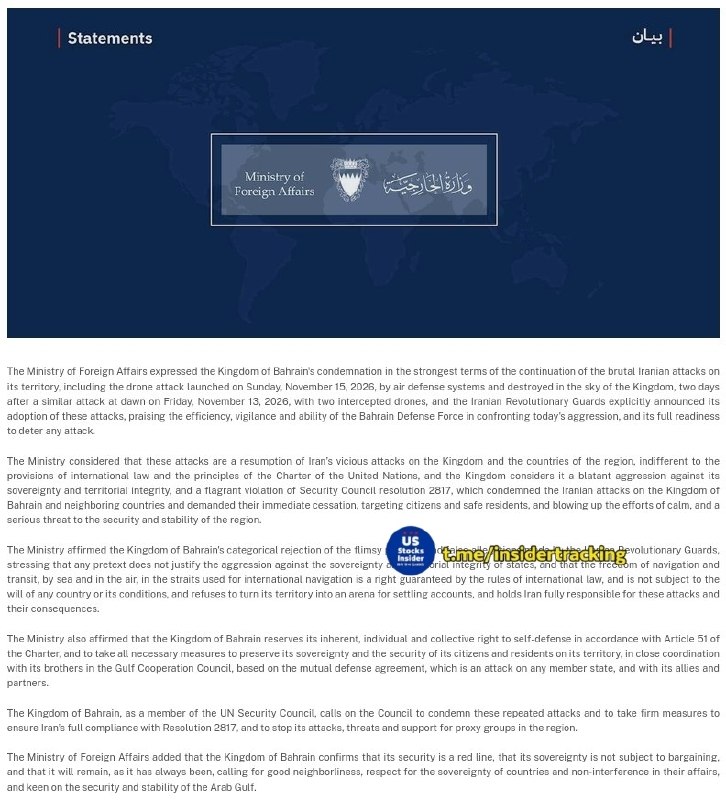 Statements
بيان
Ministry of
Foreign Affairs
وزارة الخارجية
The Ministry of Foreign Affairs expressed the Kingdom of Bahrain's condemnation in the strongest terms of the continuation of the brutal Iranian attacks on
its territory, including the drone attack launched on Sunday, November 15, 2026, by air defense systems and destroyed in the sky of the Kingdom, two days
after a similar attack at dawn on Friday, November 13, 2026, with two intercepted drones, and the Iranian Revolutionary Guards explicitly announced its
adoption of these attacks, praising the efficiency, vigilance and ability of the Bahrain Defense Force in confronting today's aggression, and its full readiness
to deter any attack.
The Ministry considered that these attacks are a resumption of Iran's vicious attacks on the Kingdom and the countries of the region, indifferent to the
provisions of international law and the principles of the Charter of the United Nations, and the Kingdom considers it a blatant aggression against its
sovereignty and territorial integrity, and a flagrant violation of Security Council resolution 2817, which condemned the Iranian attacks on the Kingdom of
Bahrain and neighboring countries and demanded their immediate cessation, targeting citizens and safe residents, and blowing up the efforts of calm, and a
serious threat to the security and stability of the region.
The Ministry affirmed the Kingdom of Bahrain's categorical rejection of the flimsy Revolutionary Guards,
stressing that any pretext does not justify the aggression against the sovereignty integrity of states, and that the freedom of navigation and
transit, by sea and in the air, in the straits used for international navigation is a right guaranteed by the rules of international law, and is not subject to the
will of any country or its conditions, and refuses to turn its territory into an arena for settling accounts, and holds Iran fully responsible for these attacks and
their consequences.
US
Stocks
Insider
t.me/insidertracking
The Ministry also affirmed that the Kingdom of Bahrain reserves its inherent, individual and collective right to self-defense in accordance with Article 51 of
the Charter, and to take all necessary measures to preserve its sovereignty and the security of its citizens and residents on its territory, in close coordination
with its brothers in the Gulf Cooperation Council, based on the mutual defense agreement, which is an attack on any member state, and with its allies and
partners.
The Kingdom of Bahrain, as a member of the UN Security Council, calls on the Council to condemn these repeated attacks and to take firm measures to
ensure Iran's full compliance with Resolution 2817, and to stop its attacks, threats and support for proxy groups in the region.
The Ministry of Foreign Affairs added that the Kingdom of Bahrain confirms that its security is a red line, that its sovereignty is not subject to bargaining,
and that it will remain, as it has always been, calling for good neighborliness, respect for the sovereignty of countries and non-interference in their affairs,
and keen on the security and stability of the Arab Gulf.